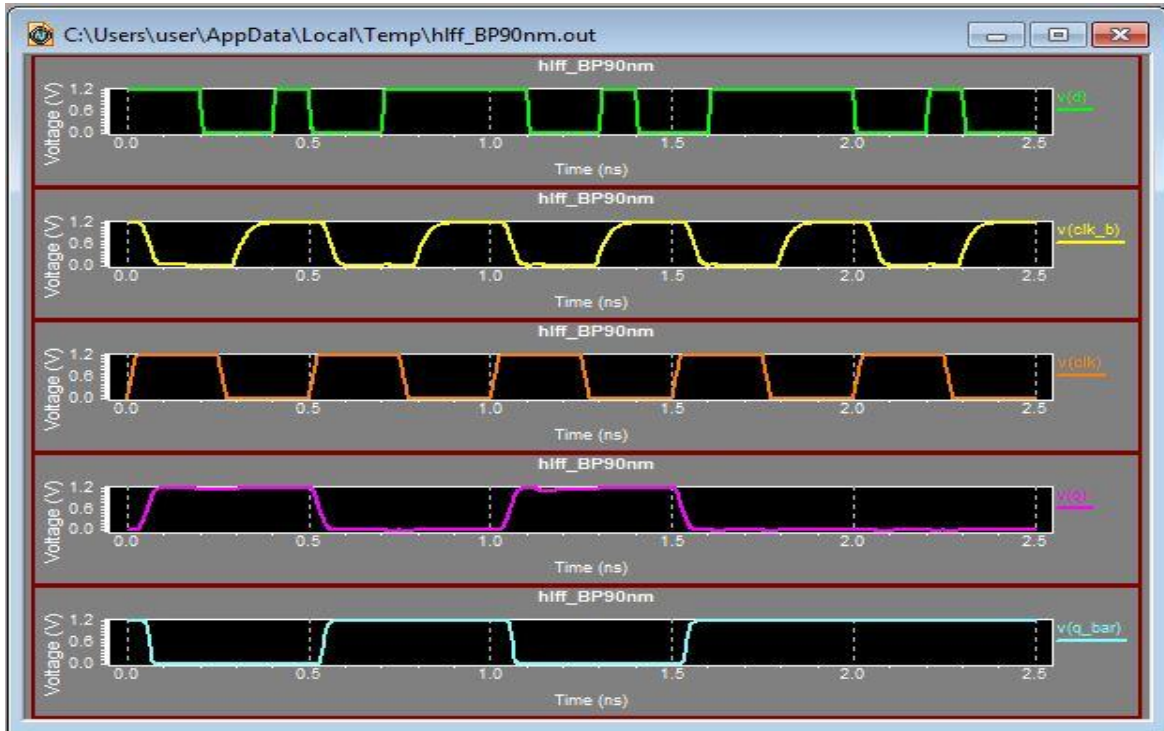 C:\Users\user\AppData\Local\Temp\hlff_BP90nm.out
hlff_BP90nm
Voltage (V)
1.2
0.6
0.0
v(d)
0.0 0.5 1.0 1.5 2.0 2.5
Time (ns)
hlff_BP90nm
Voltage (V)
1.2
0.6
0.0
v(clk_b)
0.0 0.5 1.0 1.5 2.0 2.5
Time (ns)
hlff_BP90nm
Voltage (V)
1.2
0.6
0.0
v(clk)
0.0 0.5 1.0 1.5 2.0 2.5
Time (ns)
hlff_BP90nm
Voltage (V)
1.2
0.6
0.0
v(q)
0.0 0.5 1.0 1.5 2.0 2.5
Time (ns)
hlff_BP90nm
Voltage (V)
1.2
0.6
0.0
v(q_bar)
0.0 0.5 1.0 1.5 2.0 2.5
Time (ns)